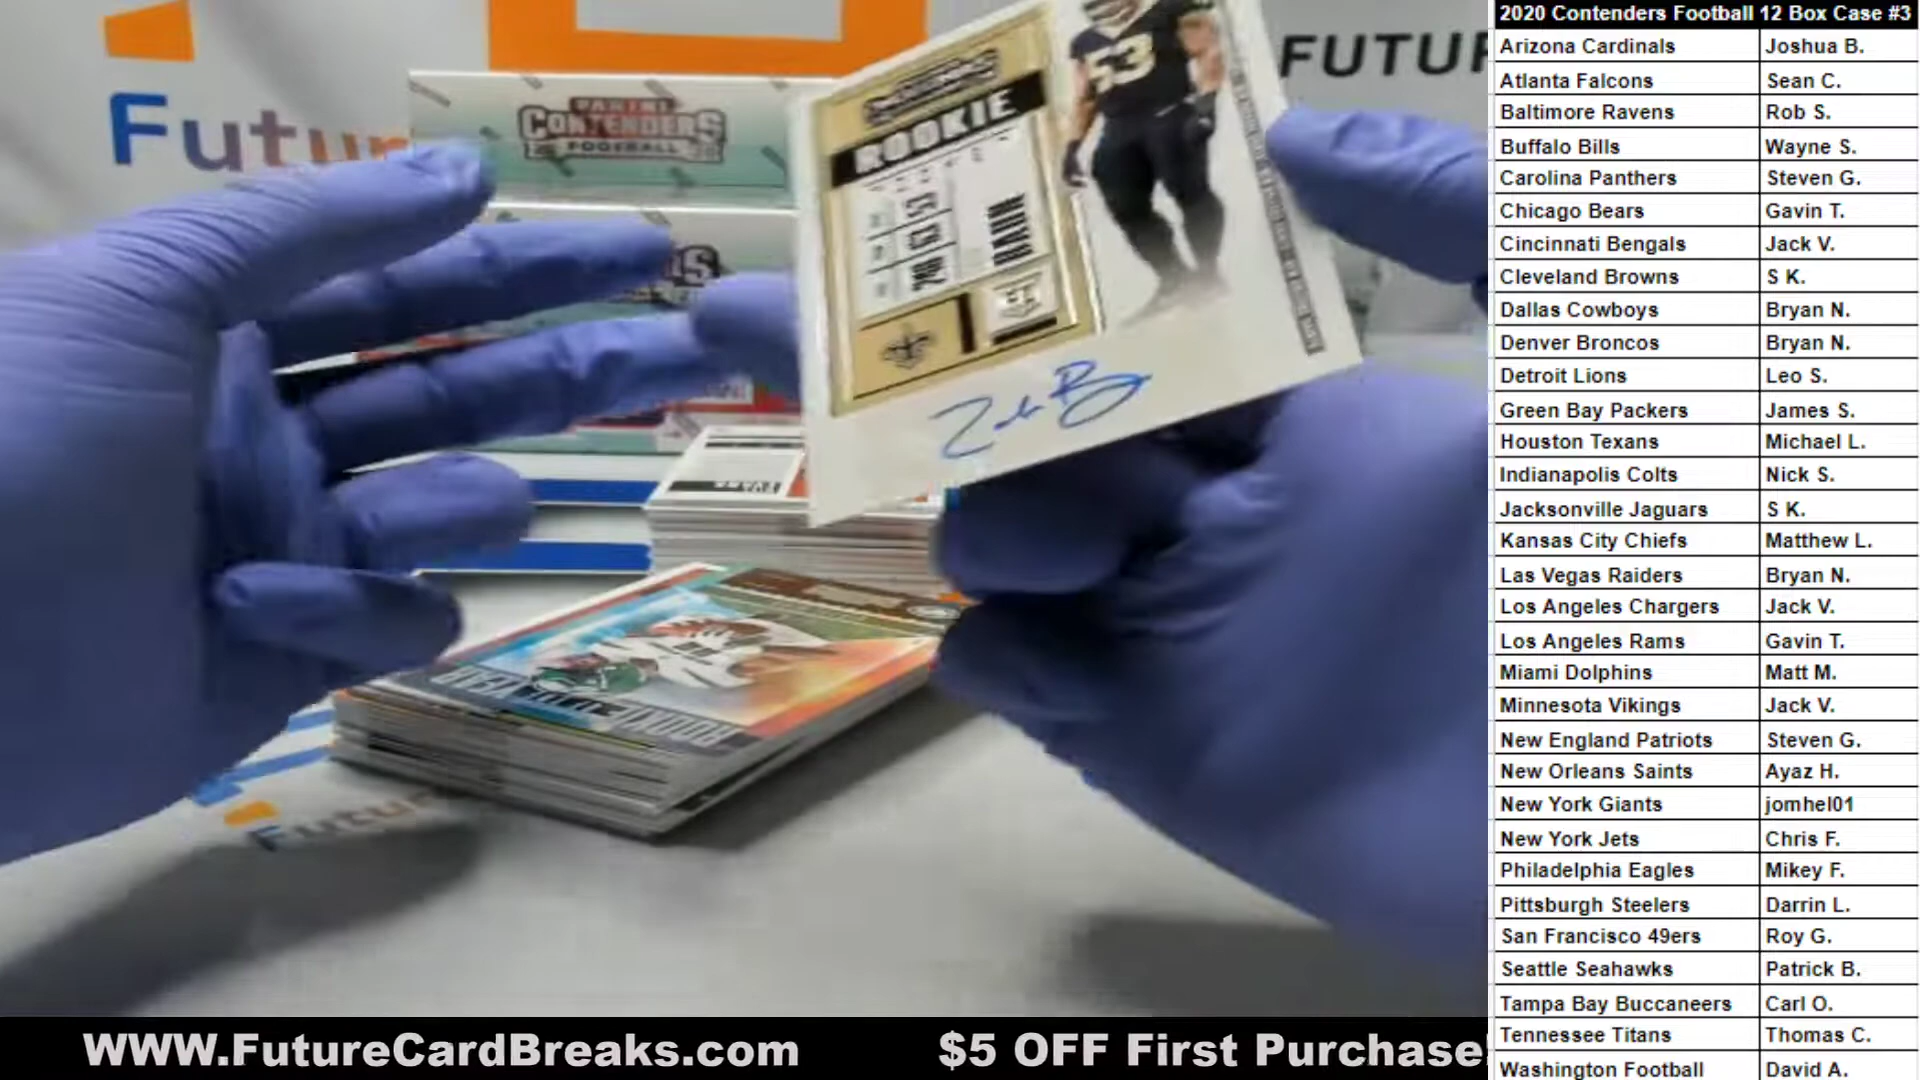 2020 Contenders Football 12 Box Case #3
Arizona Cardinals Joshua B.
Atlanta Falcons Sean C.
Baltimore Ravens Rob S.
Buffalo Bills Wayne S.
Carolina Panthers Steven G.
Chicago Bears Gavin T.
Cincinnati Bengals Jack V.
Cleveland Browns S K.
Dallas Cowboys Bryan N.
Denver Broncos Bryan N.
Detroit Lions Leo S.
Green Bay Packers James S.
Houston Texans Michael L.
Indianapolis Colts Nick S.
Jacksonville Jaguars S K.
Kansas City Chiefs Matthew L.
Las Vegas Raiders Bryan N.
Los Angeles Chargers Jack V.
Los Angeles Rams Gavin T.
Miami Dolphins Matt M.
Minnesota Vikings Jack V.
New England Patriots Steven G.
New Orleans Saints Ayaz H.
New York Giants jomhel01
New York Jets Chris F.
Philadelphia Eagles Mikey F.
Pittsburgh Steelers Darrin L.
San Francisco 49ers Roy G.
Seattle Seahawks Patrick B.
Tampa Bay Buccaneers Carl O.
Tennessee Titans Thomas C.
Washington Football David A.
Futur
FUTUR
PANINI
CONTENDERS
FOOTBALL
ROOKIE
BAUN
53
Futur
WWW.FutureCardBreaks.com $5 OFF First Purchase